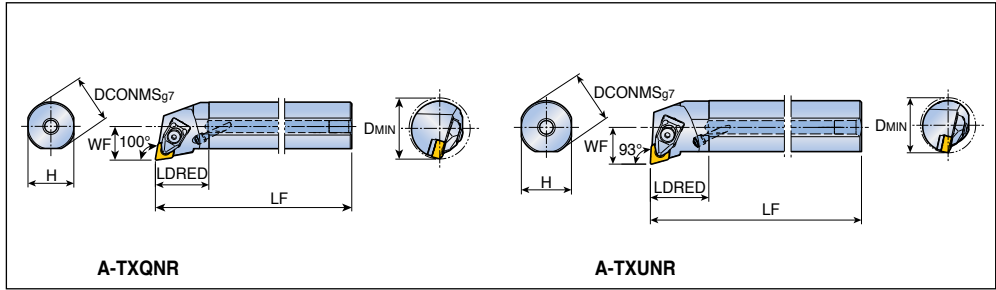 DCONMSg7
WF
100°
H
LDRED
LF
DMIN
A-TXQNR
DCONMSg7
WF
93°
H
LDRED
LF
DMIN
A-TXUNR